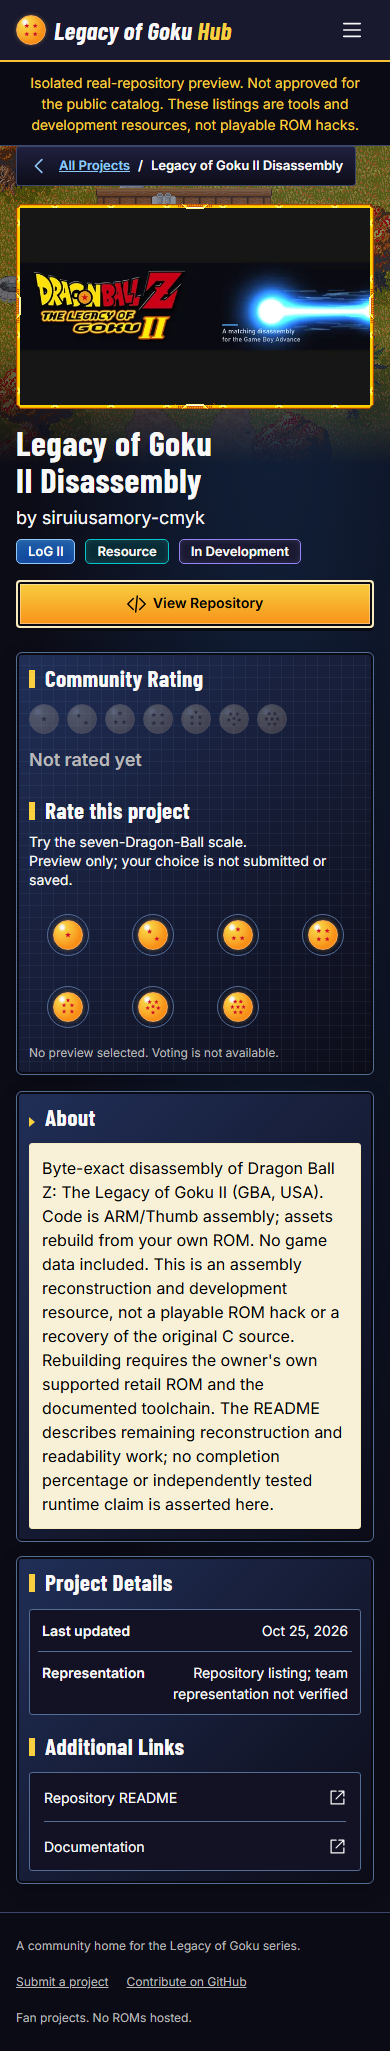 Legacy of Goku Hub
Isolated real-repository preview. Not approved for
the public catalog. These listings are tools and
development resources, not playable ROM hacks.
All Projects / Legacy of Goku II Disassembly
DRAGON BALL Z
THE LEGACY OF
GOKU II
A matching disassembly
for the Game Boy Advance
Legacy of Goku
II Disassembly
by siruiusamory-cmyk
LoG II Resource In Development
View Repository
Community Rating
Not rated yet
Rate this project
Try the seven-Dragon-Ball scale.
Preview only; your choice is not submitted or
saved.
No preview selected. Voting is not available.
About
Byte-exact disassembly of Dragon Ball
Z: The Legacy of Goku II (GBA, USA).
Code is ARM/Thumb assembly; assets
rebuild from your own ROM. No game
data included. This is an assembly
reconstruction and development
resource, not a playable ROM hack or a
recovery of the original C source.
Rebuilding requires the owner's own
supported retail ROM and the
documented toolchain. The README
describes remaining reconstruction and
readability work; no completion
percentage or independently tested
runtime claim is asserted here.
Project Details
Last updated Oct 25, 2026
Representation Repository listing; team
representation not verified
Additional Links
Repository README
Documentation
A community home for the Legacy of Goku series.
Submit a project Contribute on GitHub
Fan projects. No ROMs hosted.